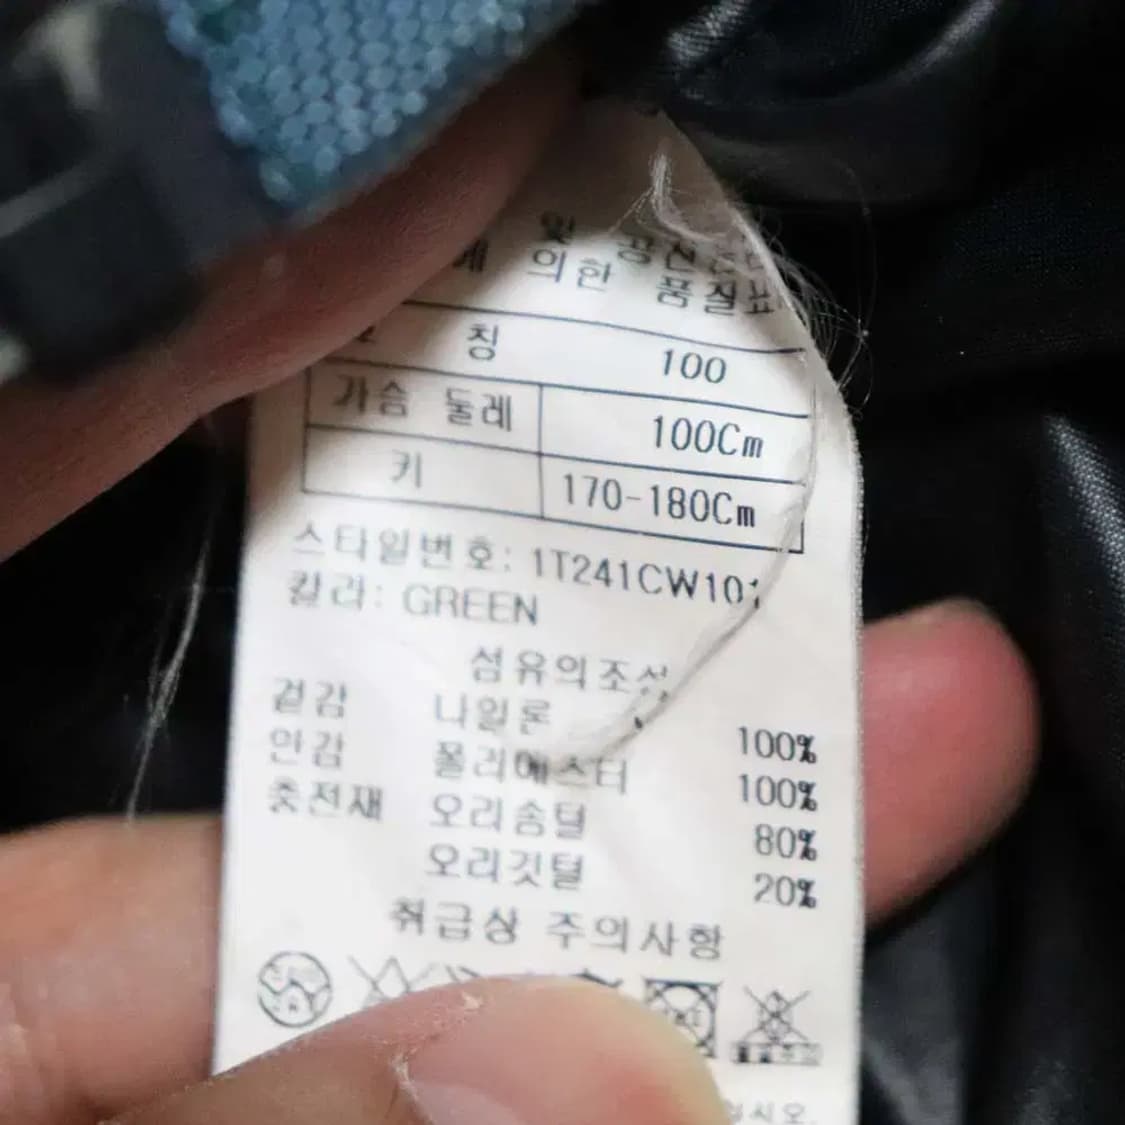 의한 품질표
칭 100
가슴 둘레 100Cm
키 170-180Cm
스타일번호: 1T241CW101
칼라: GREEN
섬유의조성
겉감 나일론 100%
안감 폴리에스터 100%
충전재 오리솜털 80%
오리깃털 20%
취급상 주의사항